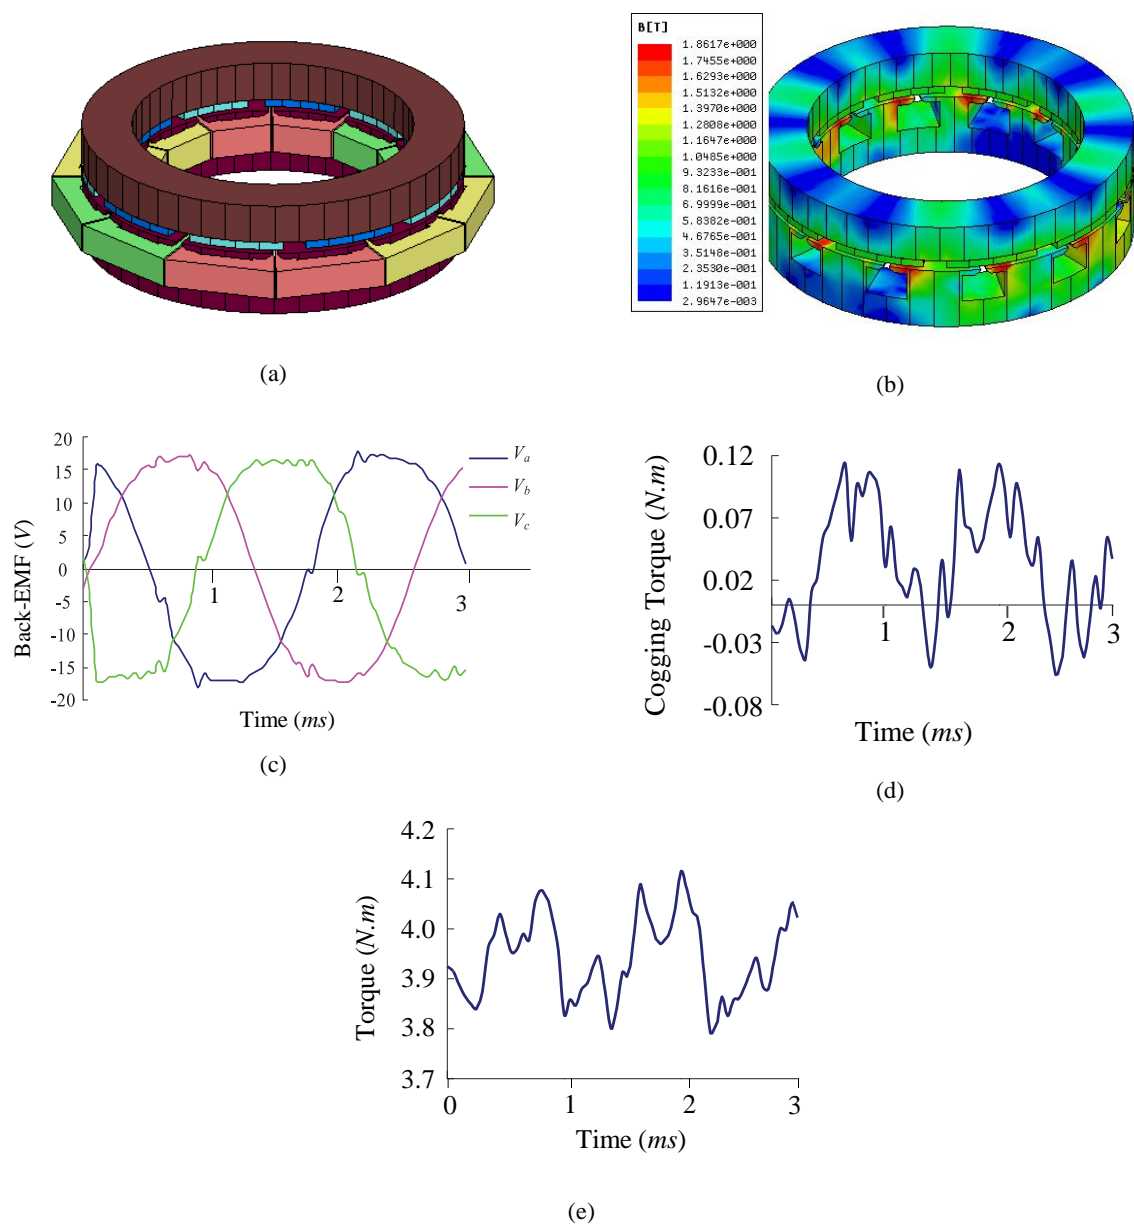 B[T]
1.8617e+000
1.7455e+000
1.6293e+000
1.5132e+000
1.3970e+000
1.2808e+000
1.1647e+000
1.0485e+000
9.3233e-001
8.1616e-001
6.9999e-001
5.8382e-001
4.6765e-001
3.5148e-001
2.3530e-001
1.1913e-001
2.9647e-003
(a)
(b)
20
15
10
5
0
-5
-10
-15
-20
Back-EMF (V)
Va
Vb
Vc
1
2
3
Time (ms)
(c)
0.12
0.07
0.02
-0.03
-0.08
Cogging Torque (N.m)
1
2
3
Time (ms)
(d)
4.2
4.1
4.0
3.9
3.8
3.7
Torque (N.m)
0
1
2
3
Time (ms)
(e)